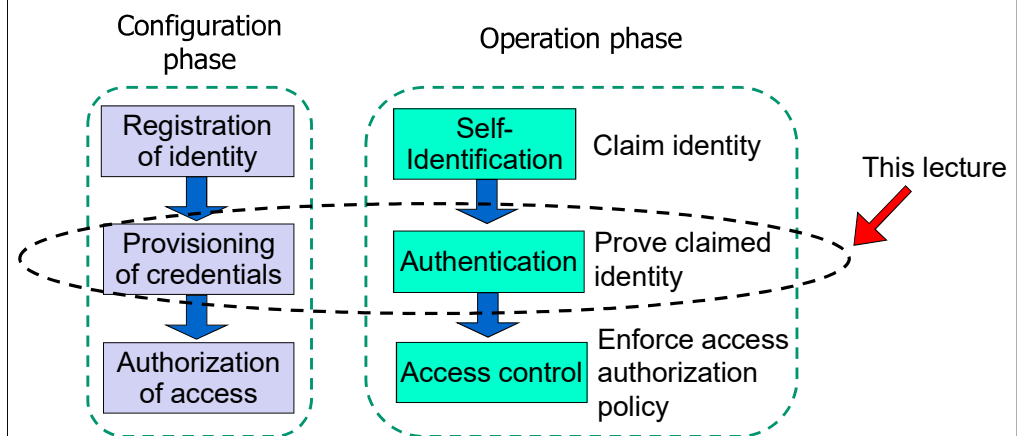 Configuration
phase
Operation phase
Registration
of identity
Self-
Identification
Claim identity
This lecture
Provisioning
of credentials
Authentication
Prove claimed
identity
Authorization
of access
Access control
Enforce access
authorization
policy